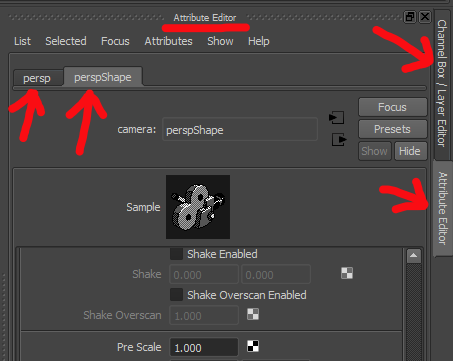 Attribute Editor
List Selected Focus Attributes Show Help
persp perspShape
Focus
camera: perspShape
Presets
Show Hide
Sample
Shake Enabled
Shake 0.000 0.000
Shake Overscan Enabled
Shake Overscan 1.000
Pre Scale 1.000
Channel Box / Layer Editor
Attribute Editor